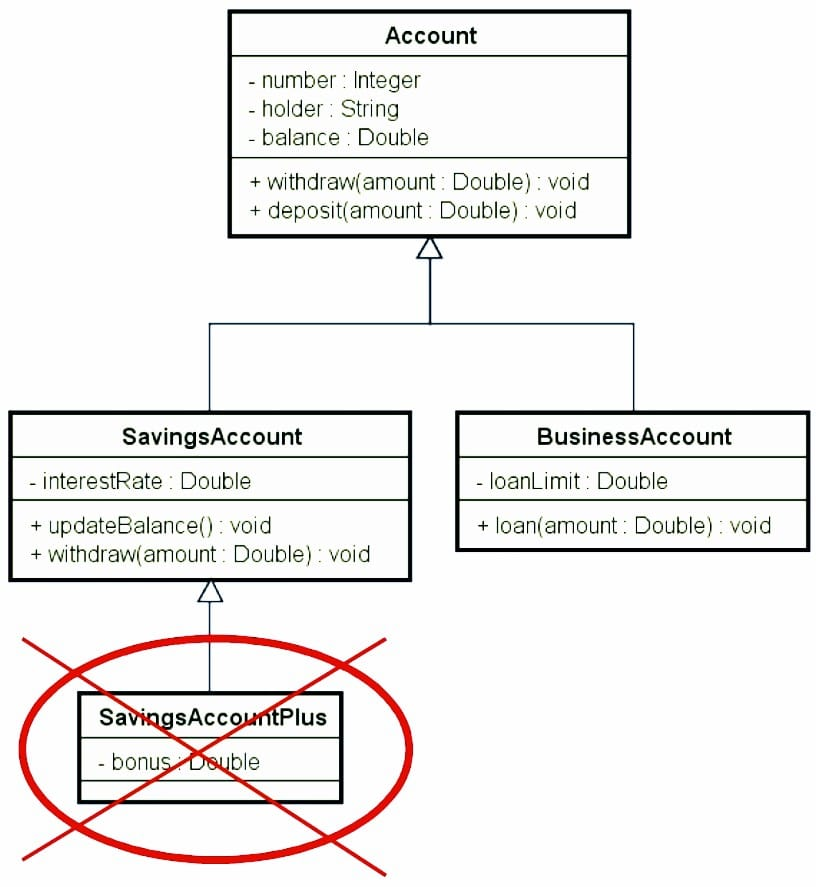 Account
- number : Integer
- holder : String
- balance : Double
+ withdraw(amount : Double) : void
+ deposit(amount : Double) : void
SavingsAccount
- interestRate : Double
+ updateBalance() : void
+ withdraw(amount : Double) : void
BusinessAccount
- loanLimit : Double
+ loan(amount : Double) : void
SavingsAccountPlus
- bonus : Double